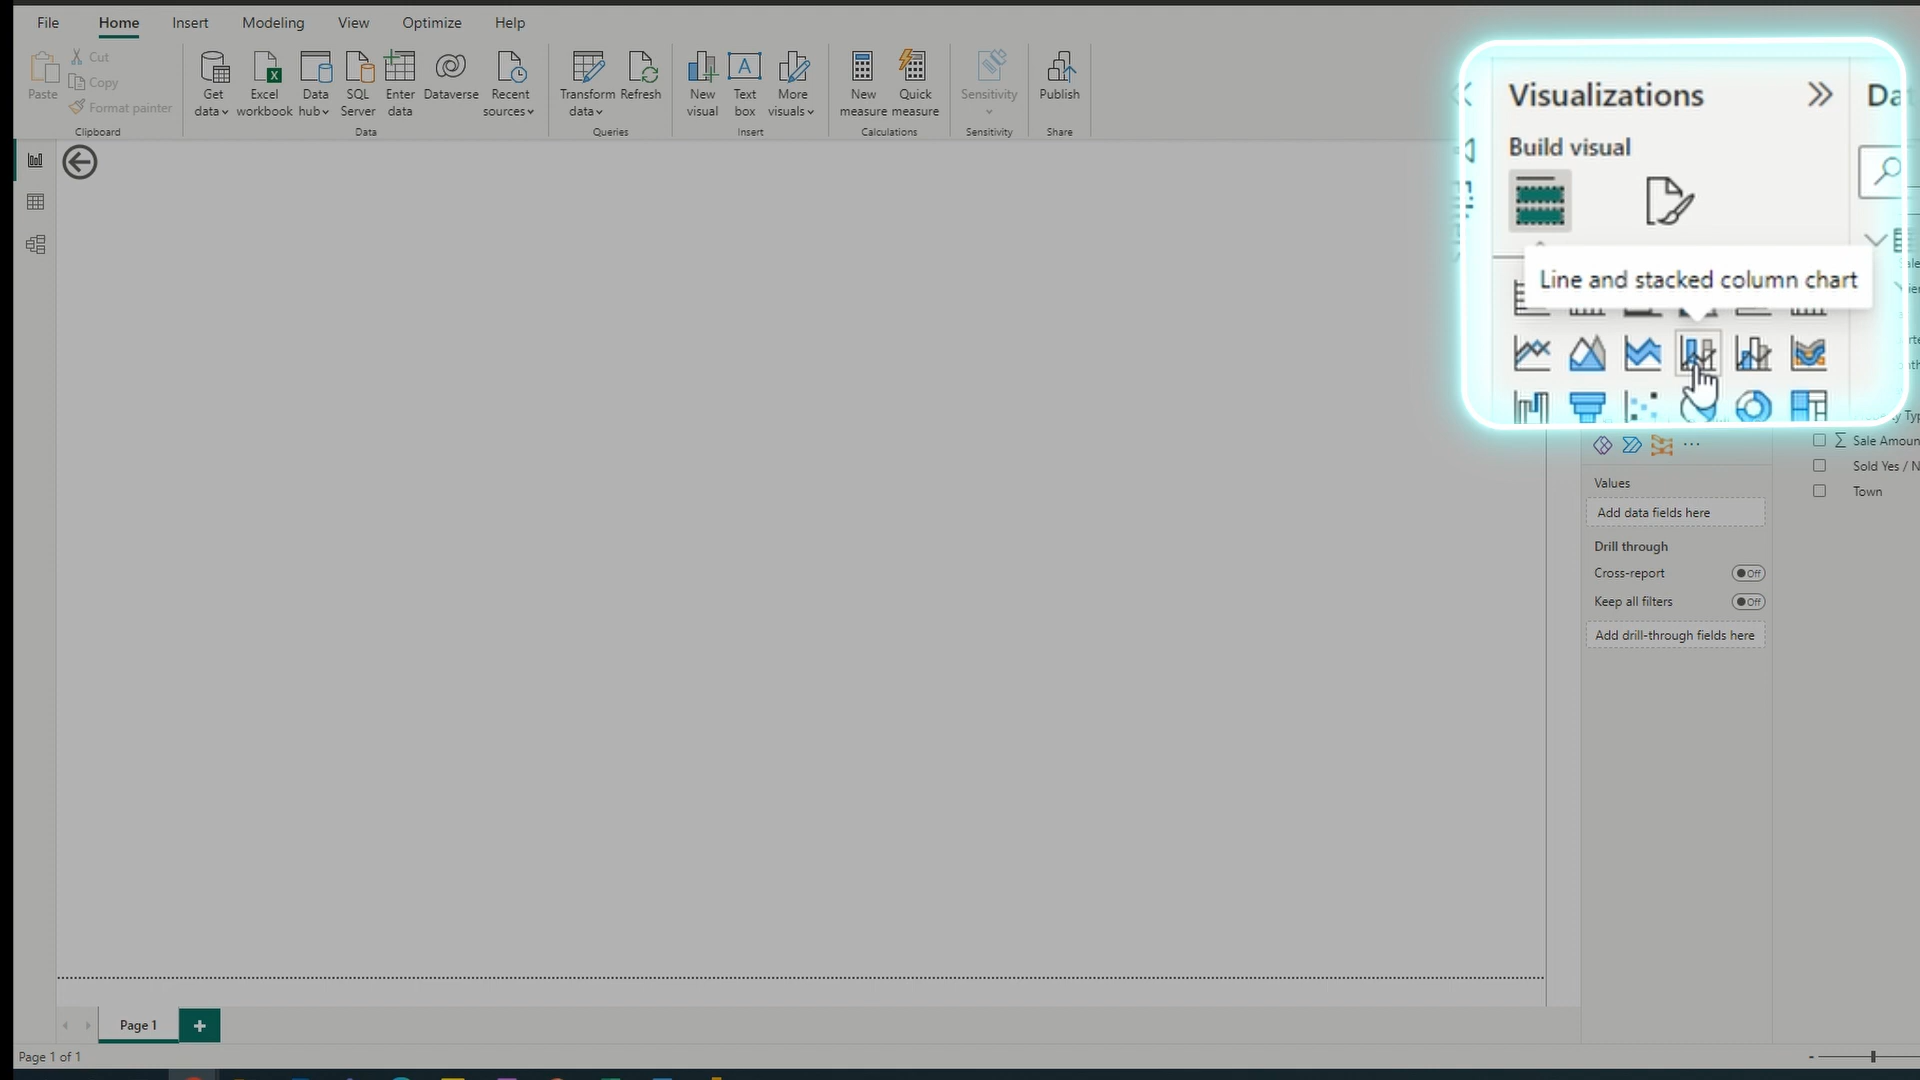 File Home Insert Modeling View Optimize Help
Paste
Cut
Copy
Format painter
Clipboard
Get data
Excel workbook
Data hub
SQL Server
Enter data
Dataverse
Recent sources
Data
Transform data
Refresh
Queries
New visual
Text box
More visuals
Insert
New measure
Quick measure
Calculations
Sensitivity
Sensitivity
Publish
Share
Visualizations
Build visual
Line and stacked column chart
Values
Add data fields here
Drill through
Cross-report Off
Keep all filters Off
Add drill-through fields here
Σ Sale Amoun
Sold Yes / N
Town
Page 1
Page 1 of 1